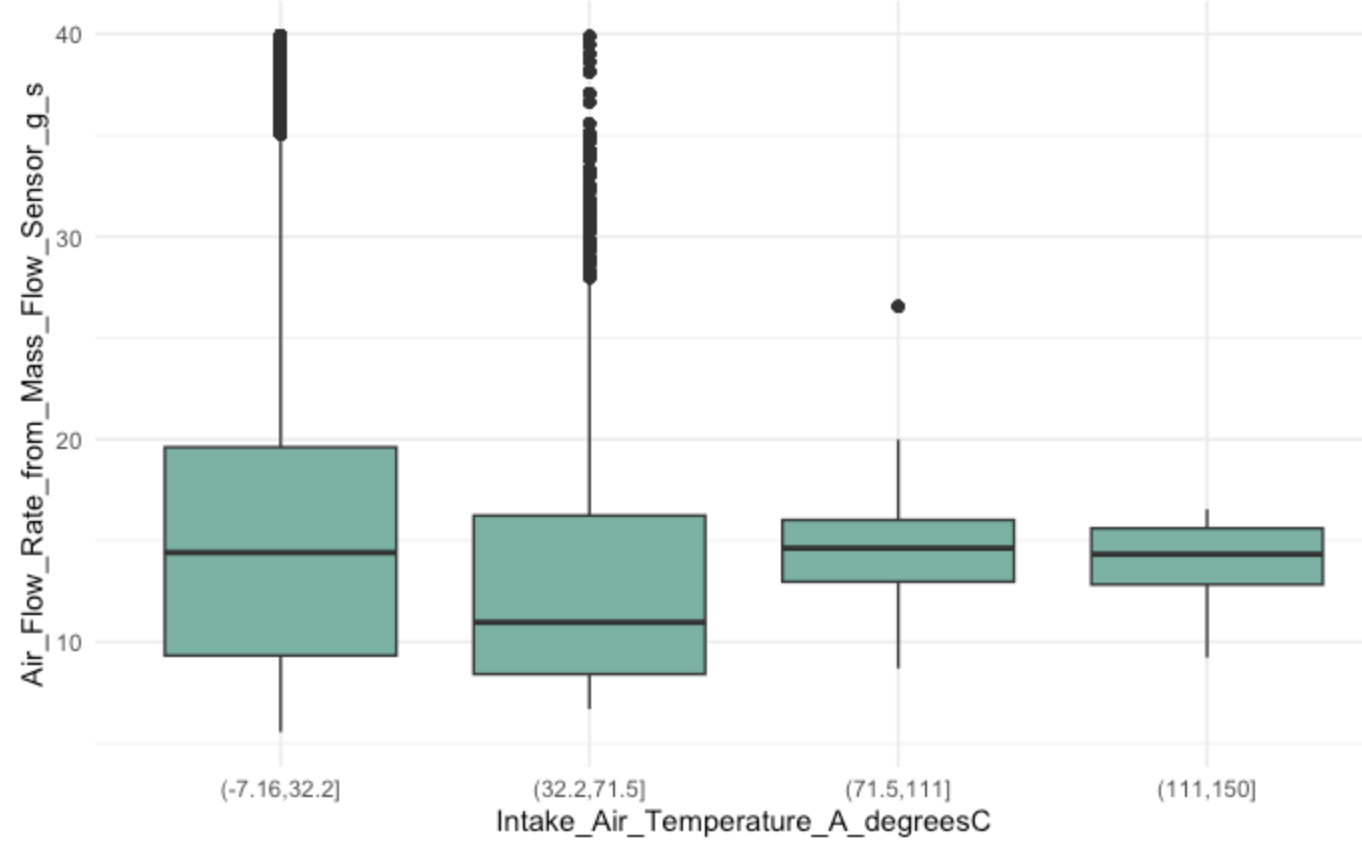 Air_Flow_Rate_from_Mass_Flow_Sensor_g_s
40
30
20
10
(-7.16,32.2] (32.2,71.5] (71.5,111] (111,150]
Intake_Air_Temperature_A_degreesC